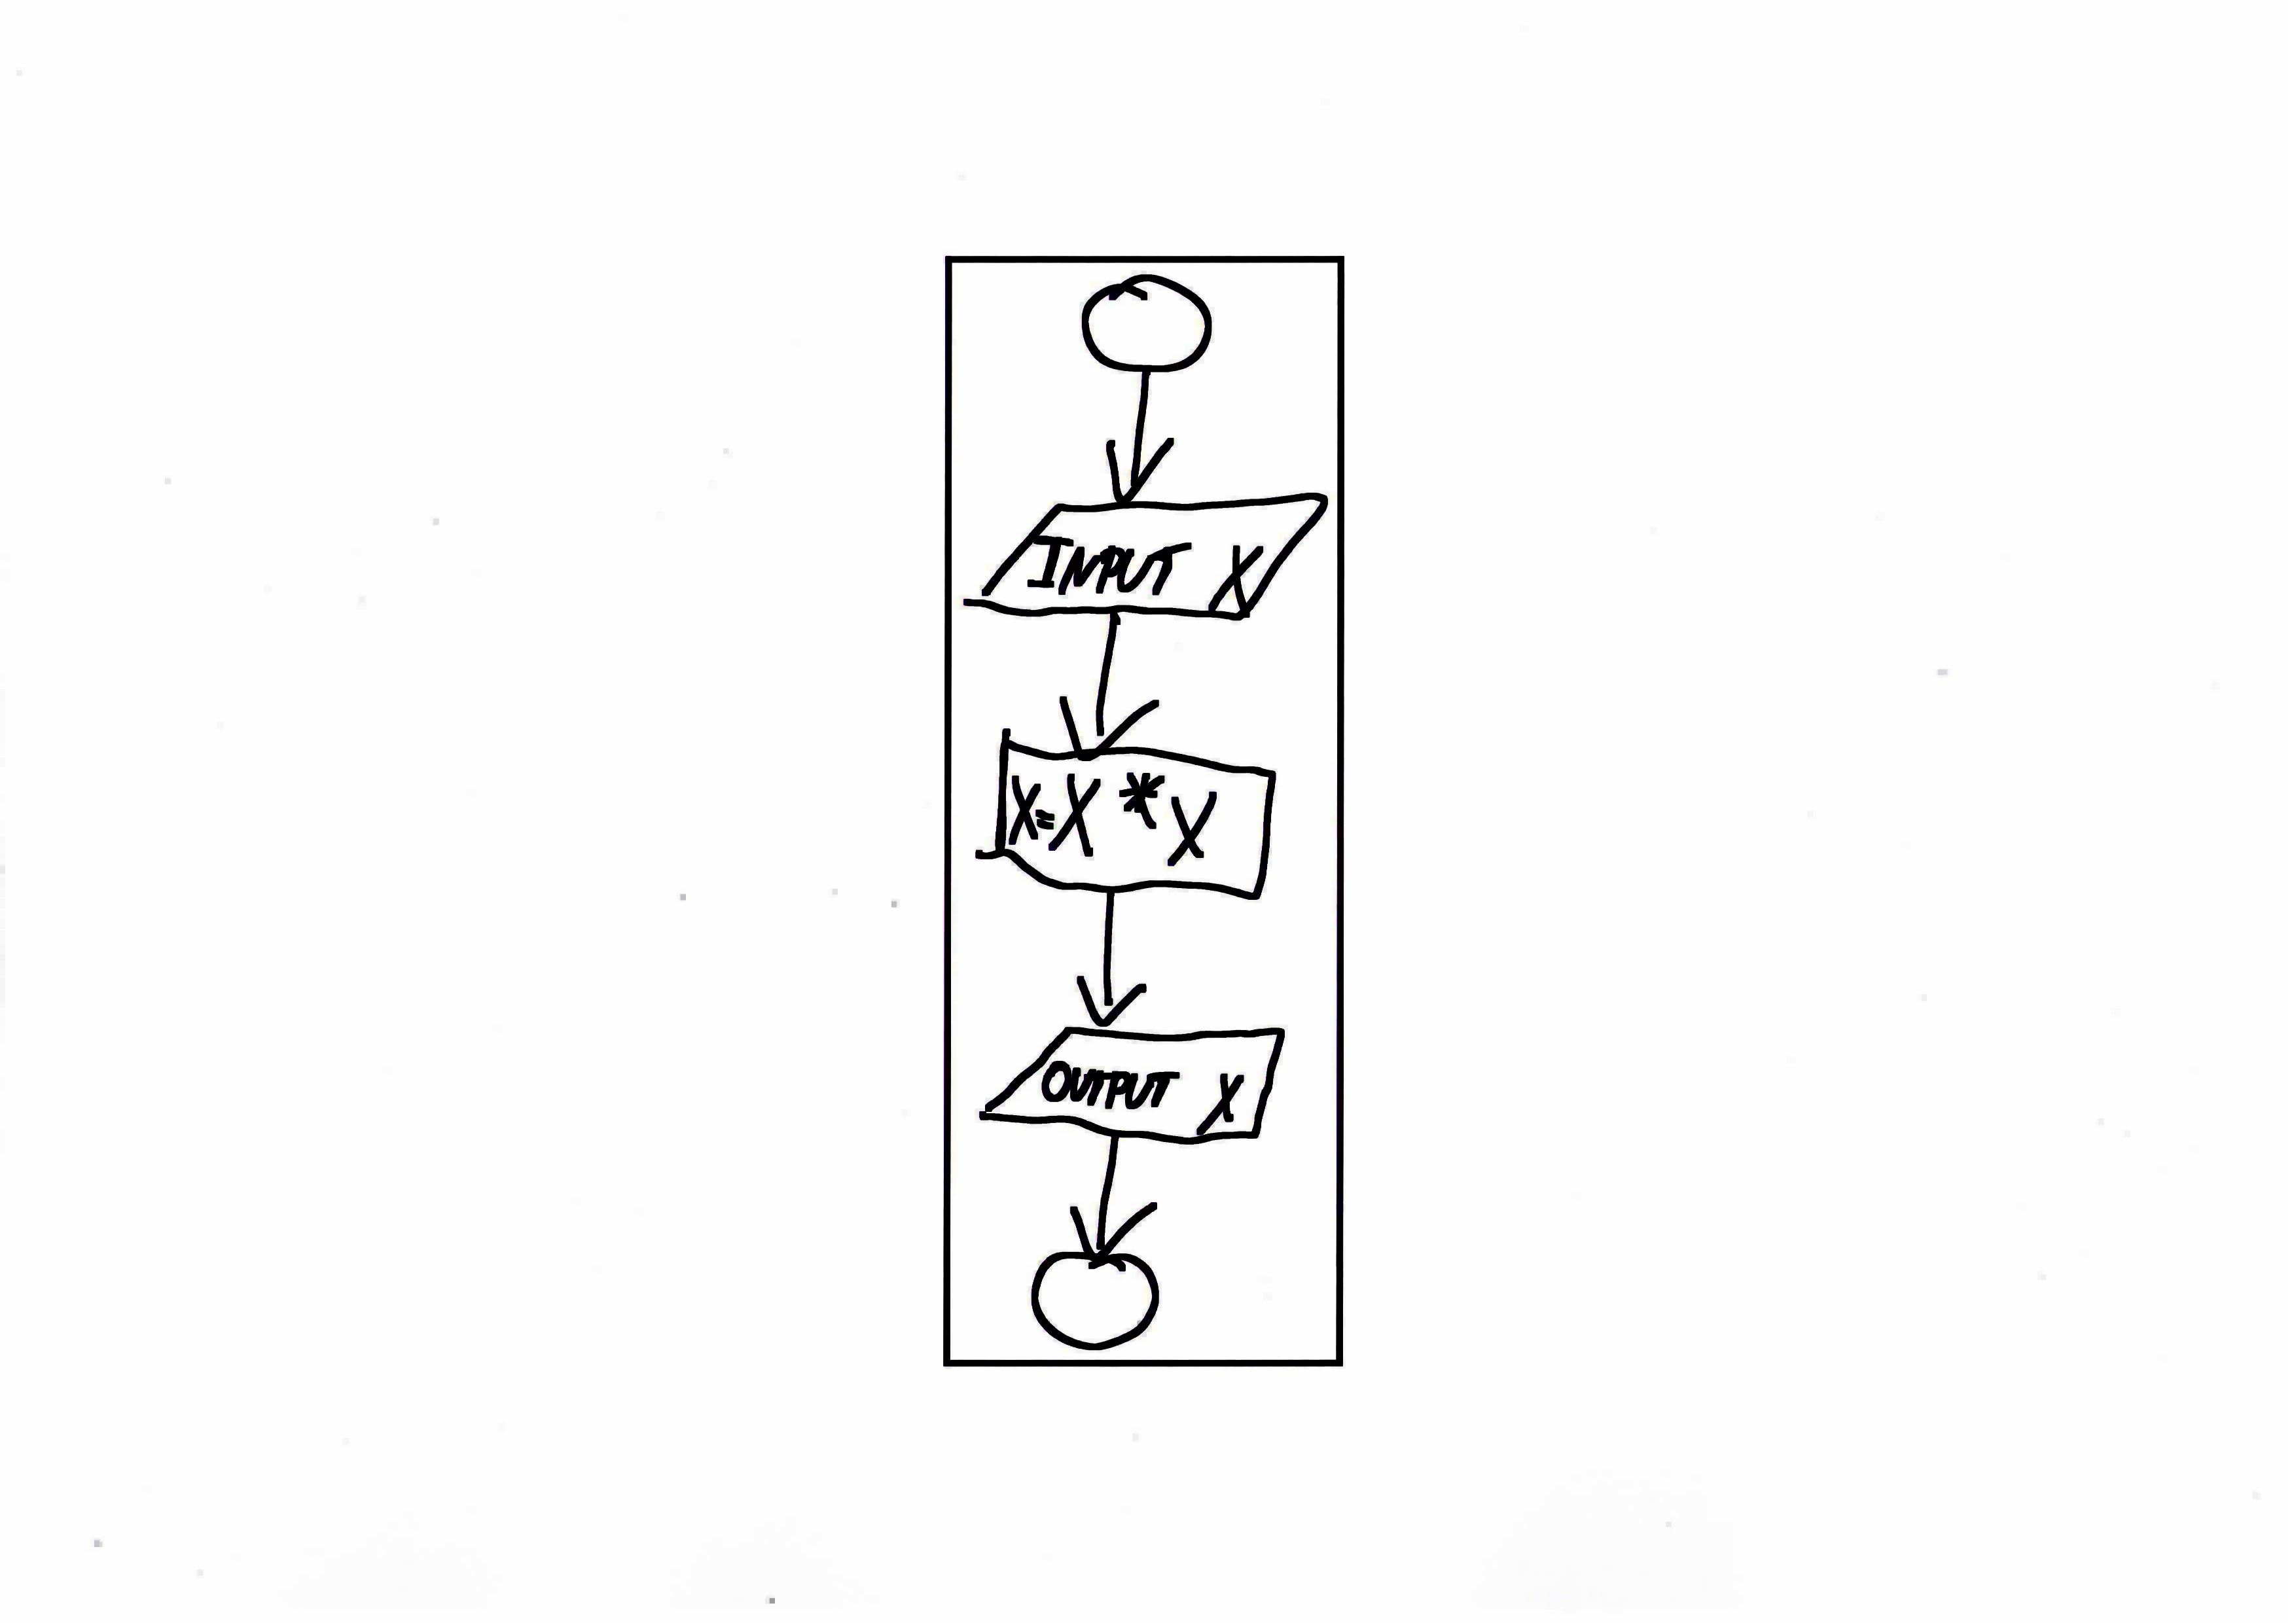 INPUT X
X=X * X
OUTPUT X